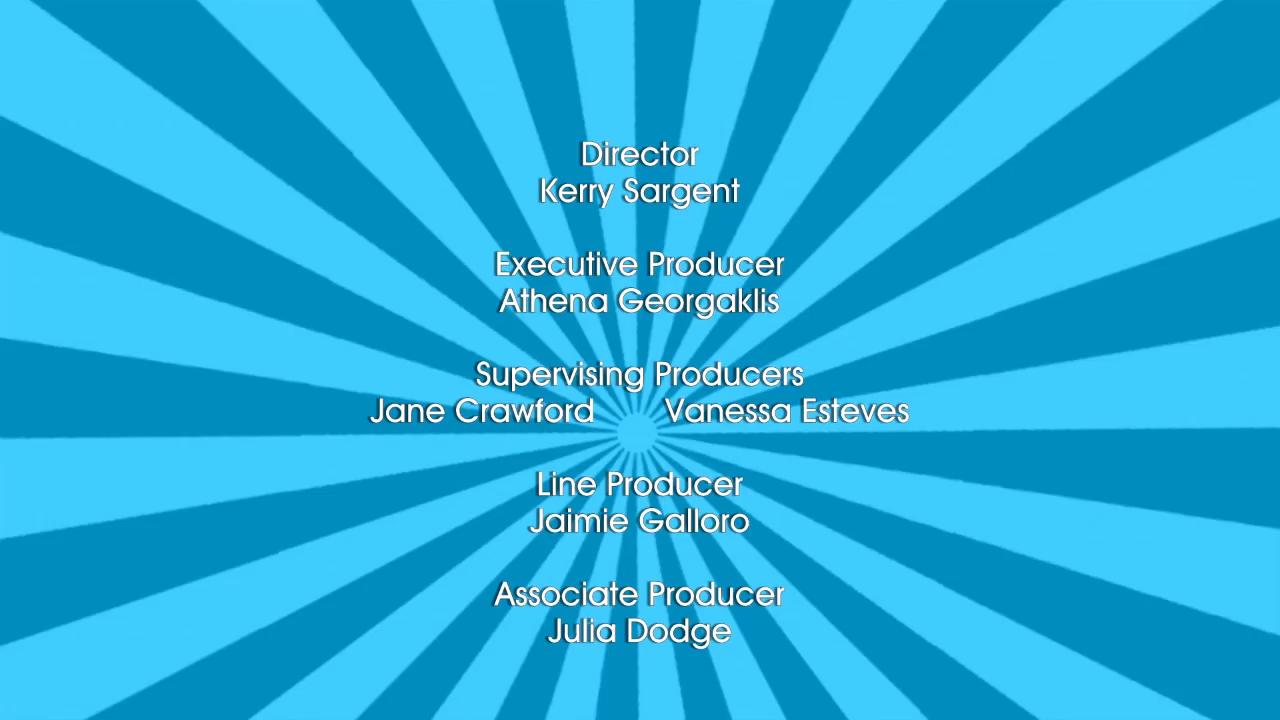 Director
Kerry Sargent
Executive Producer
Athena Georgaklis
Supervising Producers
Jane Crawford Vanessa Esteves
Line Producer
Jaimie Galloro
Associate Producer
Julia Dodge